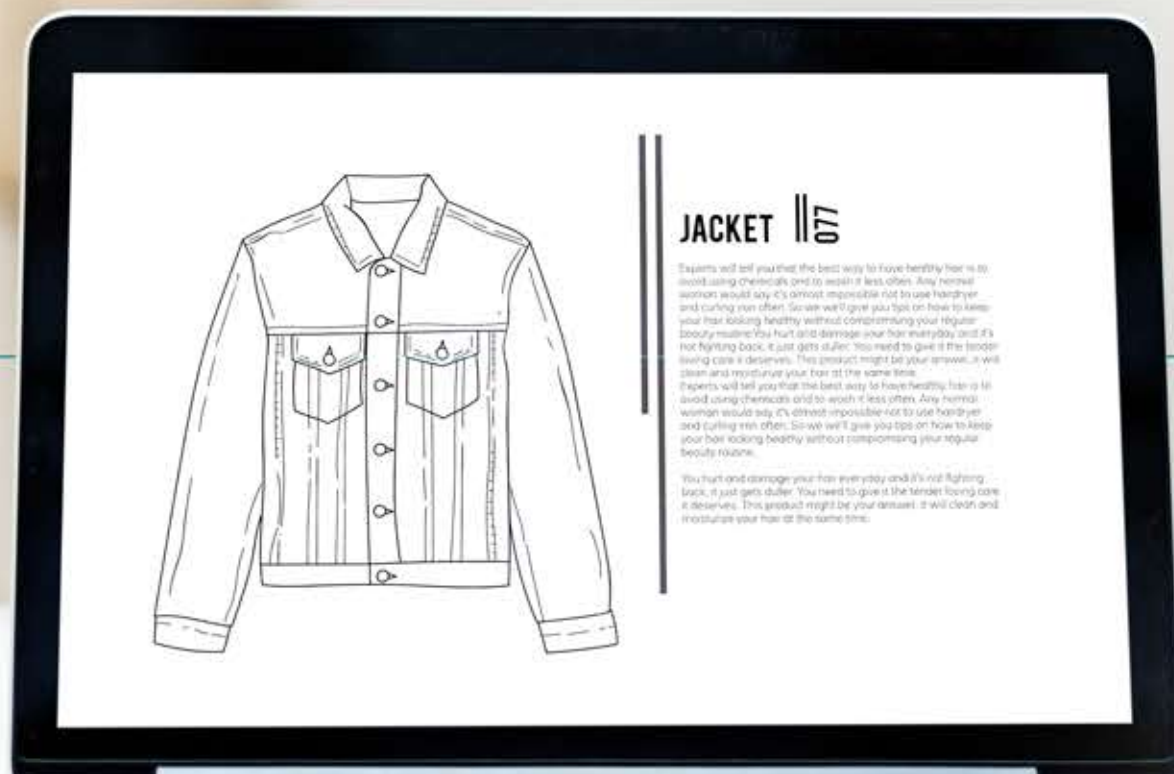 JACKET
077
Experts will tell you that the best way to have healthy hair is to
avoid using chemicals and to wash it less often. Any normal
woman would say it's almost impossible not to use hairdryer
and curling iron often. So we we'll give you tips on how to keep
your hair looking healthy without compromising your regular
beauty routine.You hurt and damage your hair everyday and it's
not fighting back, it just gets duller. You need to give it the tender
loving care it deserves. This product might be your answer, it will
clean and moisturize your hair at the same time.
Experts will tell you that the best way to have healthy hair is to
avoid using chemicals and to wash it less often. Any normal
woman would say it's almost impossible not to use hairdryer
and curling iron often. So we we'll give you tips on how to keep
your hair looking healthy without compromising your regular
beauty routine.
You hurt and damage your hair everyday and it's not fighting
back, it just gets duller. You need to give it the tender loving care
it deserves. This product might be your answer, it will clean and
moisturize your hair at the same time.